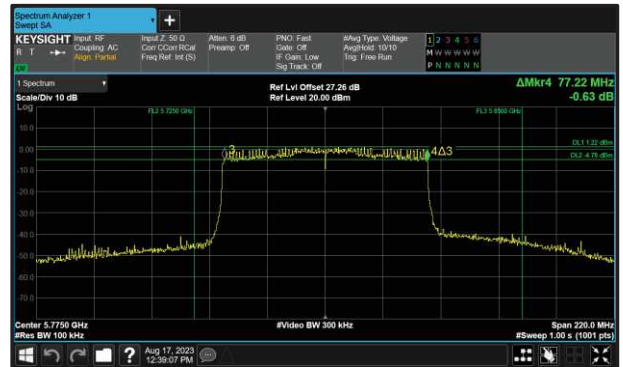 Spectrum Analyzer 1
Swept SA
+
KEYSIGHT Input: RF Input Z: 50 Ω Atten: 6 dB PNO: Fast #Avg Type: Voltage 1 2 3 4 5 6
R T Coupling: AC Corr CCorr RCal Preamp: Off Gate: Off Avg|Hold: 10/10 M W W W W W
Align: Partial Freq Ref: Int (S) IF Gain: Low Trig: Free Run
Sig Track: Off P N N N N N
1 Spectrum Ref Lvl Offset 27.26 dB ΔMkr4 77.22 MHz
Scale/Div 10 dB Ref Level 20.00 dBm -0.63 dB
Log
FL2 5.7250 GHz FL3 5.8500 GHz
10.0
DL1 1.22 dBm
0.00 3 4Δ3
DL2 -4.78 dBm
-10.0
-20.0
-30.0
-40.0
-50.0
-60.0
-70.0
Center 5.7750 GHz #Video BW 300 kHz Span 220.0 MHz
#Res BW 100 kHz #Sweep 1.00 s (1001 pts)
? Aug 17, 2023
12:39:07 PM